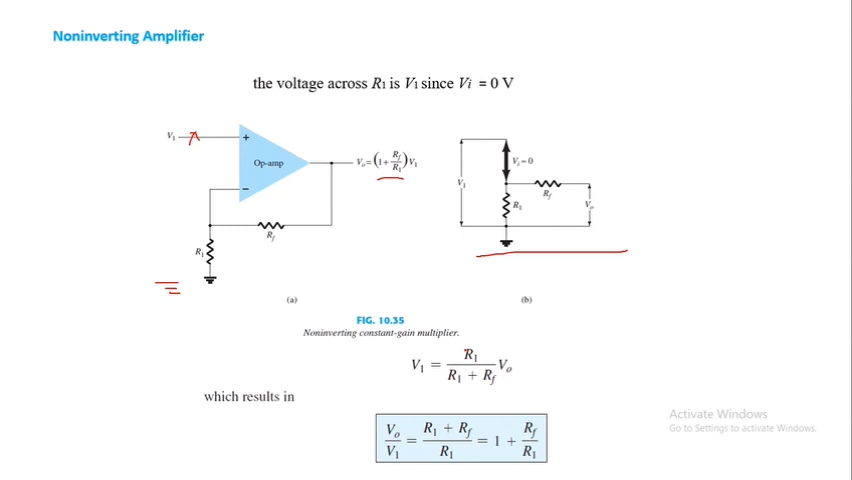 Noninverting Amplifier
the voltage across R1 is V1 since Vi = 0 V
V1
+
Op-amp
−
Vo = (1 + Rf/R1) V1
Rf
R1
(a)
Vi = 0
V1
R1
Rf
Vo
(b)
FIG. 10.35
Noninverting constant-gain multiplier.
V1 = R1/(R1 + Rf) Vo
which results in
Vo/V1 = (R1 + Rf)/R1 = 1 + Rf/R1
Activate Windows
Go to Settings to activate Windows.